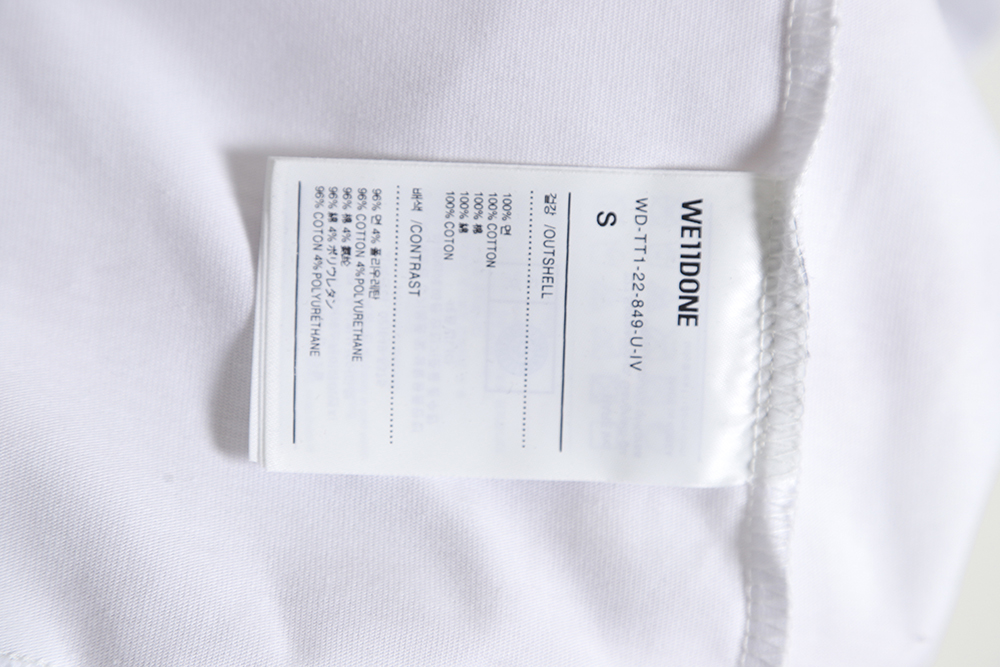 WE11DONE
WD-TT1-22-849-U-IV
S
겉감 /OUTSHELL
100% 면
100% COTTON
100% 棉
100% 綿
100% COTON
배색 /CONTRAST
96% 면 4% 폴리우레탄
96% COTTON 4%POLYURETHANE
96% 棉 4% 氨纶
96% 綿 4% ポリウレタン
96% COTON 4%POLYURÉTHANE